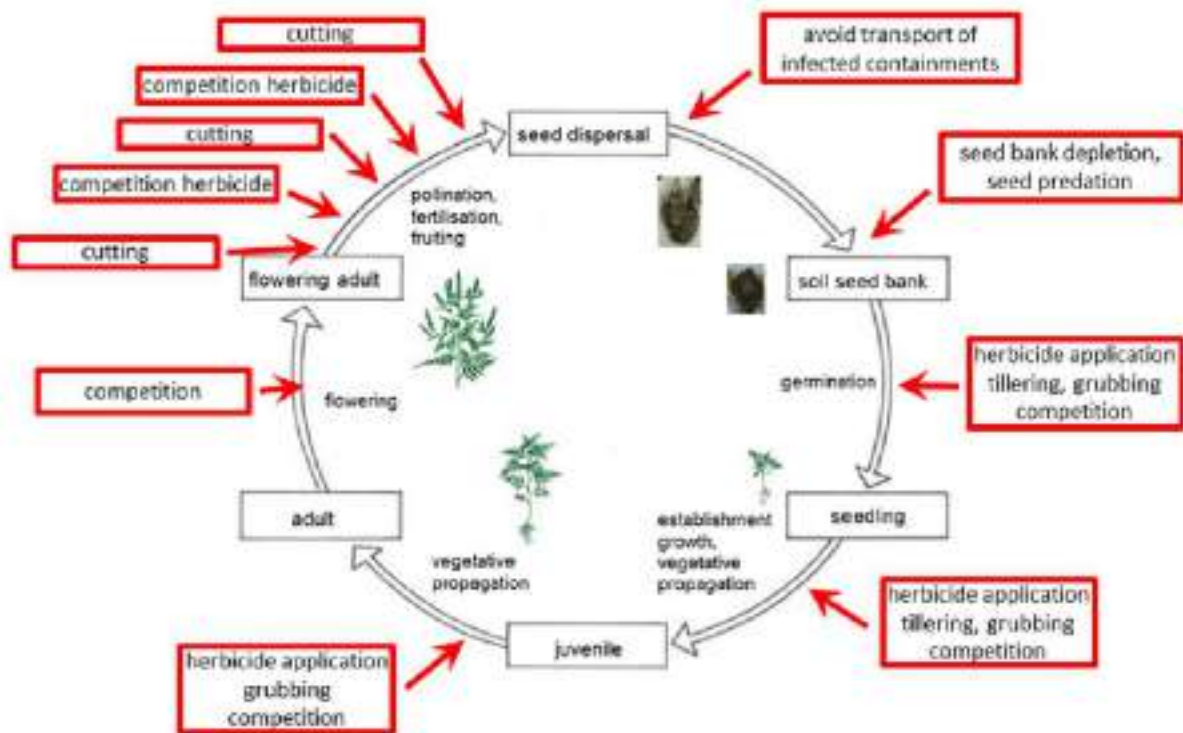 cutting
competition herbicide
cutting
competition herbicide
cutting
avoid transport of
infected containments
seed dispersal
seed bank depletion,
seed predation
pollination,
fertilisation,
fruiting
flowering adult
soil seed bank
competition
flowering
germination
herbicide application
tillering, grubbing
competition
adult
seedling
vegetative
propagation
establishment
growth,
vegetative
propagation
herbicide application
tillering, grubbing
competition
juvenile
herbicide application
grubbing
competition